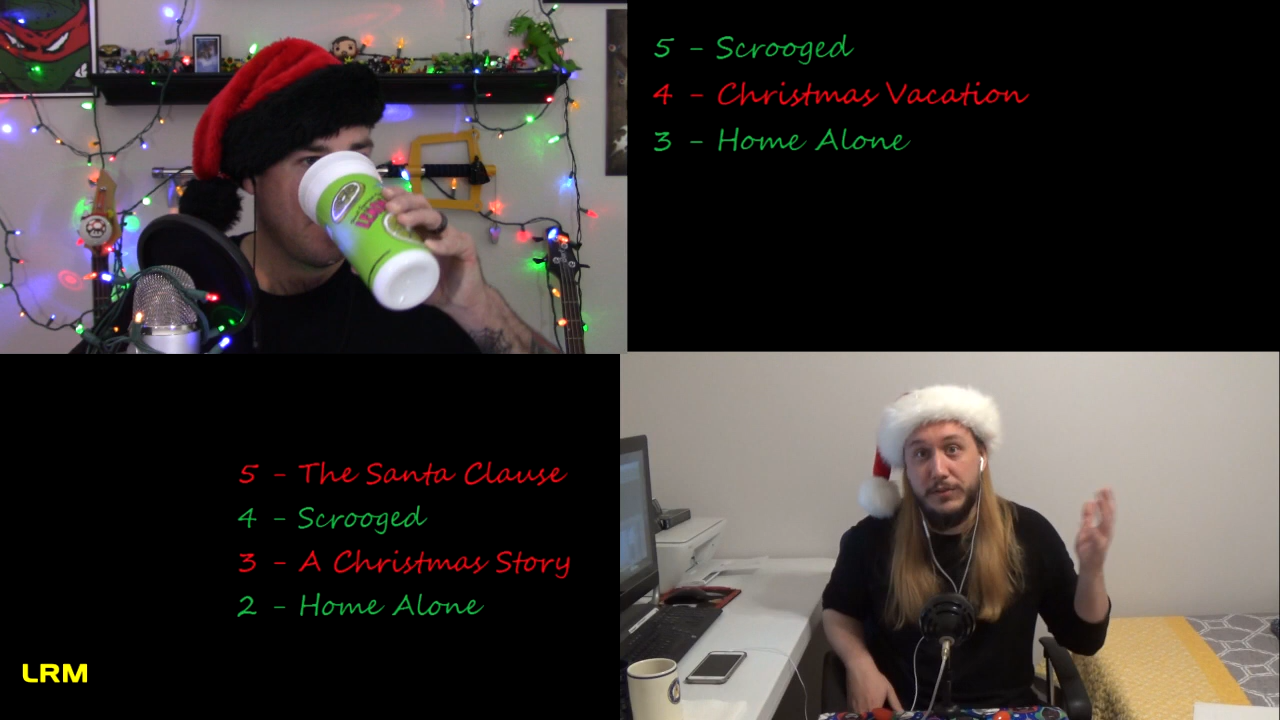 5 - Scrooged
4 - Christmas Vacation
3 - Home Alone
5 - The Santa Clause
4 - Scrooged
3 - A Christmas Story
2 - Home Alone
LRM